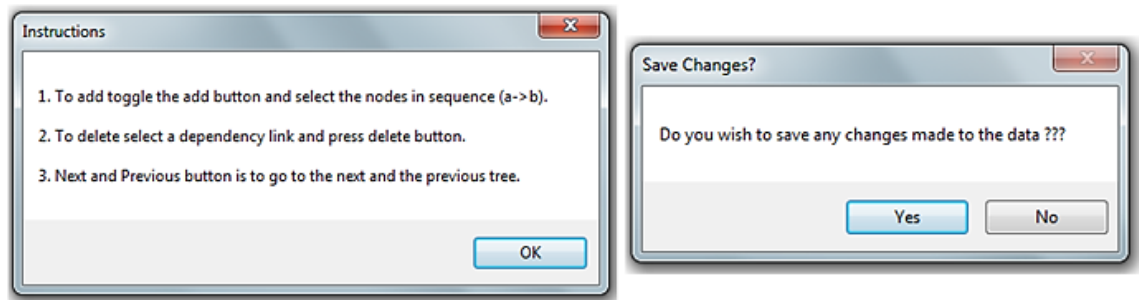 Instructions
1. To add toggle the add button and select the nodes in sequence (a->b).
2. To delete select a dependency link and press delete button.
3. Next and Previous button is to go to the next and the previous tree.
OK
Save Changes?
Do you wish to save any changes made to the data ???
Yes
No